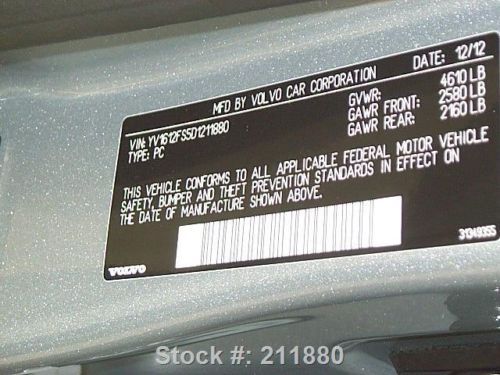 MFD BY VOLVO CAR CORPORATION DATE: 12/12
GVWR: 4610 LB
GAWR FRONT: 2580 LB
GAWR REAR: 2160 LB
VIN: YV1612FS5D1211880
TYPE: PC
THIS VEHICLE CONFORMS TO ALL APPLICABLE FEDERAL MOTOR VEHICLE
SAFETY, BUMPER AND THEFT PREVENTION STANDARDS IN EFFECT ON
THE DATE OF MANUFACTURE SHOWN ABOVE.
31349355
VOLVO
Stock #: 211880